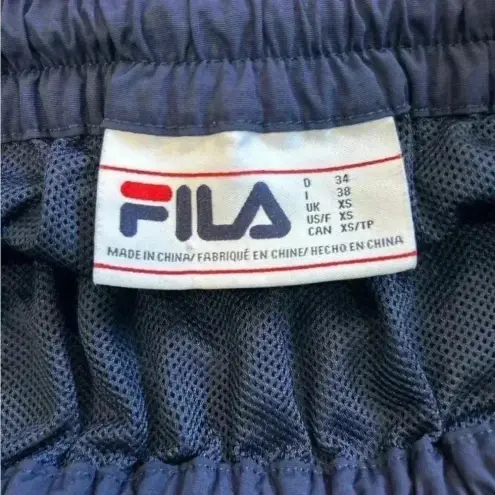 FILA
D 34
I 38
UK XS
US/F XS
CAN XS/TP
MADE IN CHINA/ FABRIQUÉ EN CHINE/ HECHO EN CHINA